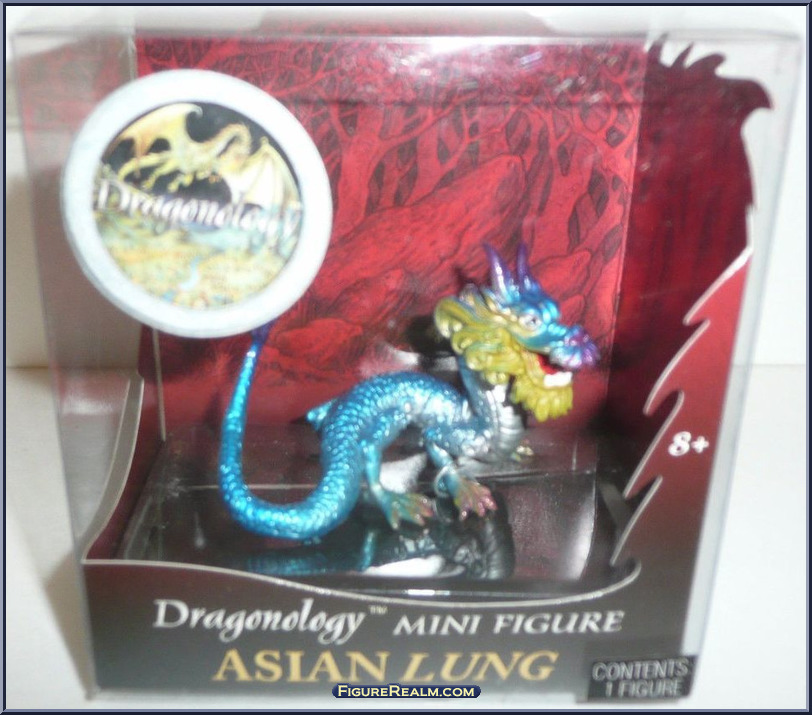 Dragonology
8+
Dragonology™ MINI FIGURE
ASIAN LUNG
CONTENTS
1 FIGURE
FIGUREREALM.COM